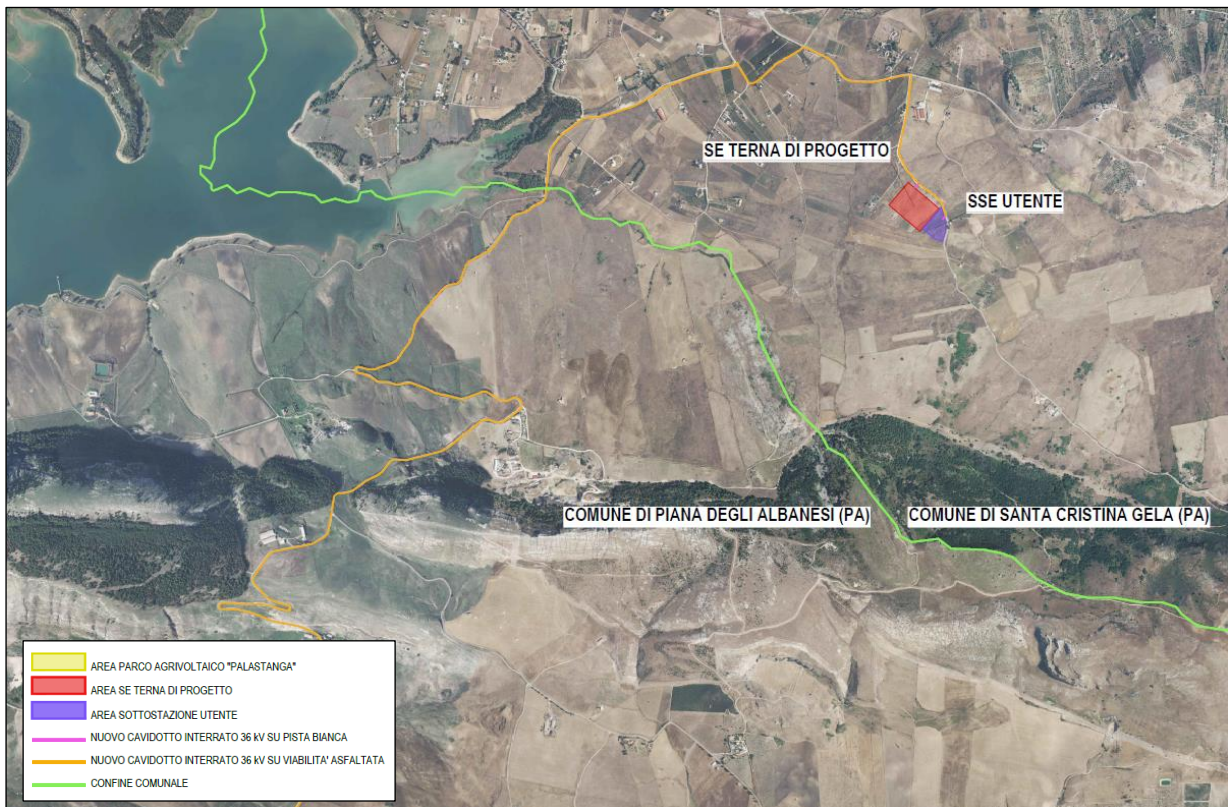 SE TERNA DI PROGETTO
SSE UTENTE
COMUNE DI PIANA DEGLI ALBANESI (PA)
COMUNE DI SANTA CRISTINA GELA (PA)
AREA PARCO AGRIVOLTAICO "PALASTANGA"
AREA SE TERNA DI PROGETTO
AREA SOTTOSTAZIONE UTENTE
NUOVO CAVIDOTTO INTERRATO 36 kV SU PISTA BIANCA
NUOVO CAVIDOTTO INTERRATO 36 kV SU VIABILITA' ASFALTATA
CONFINE COMUNALE